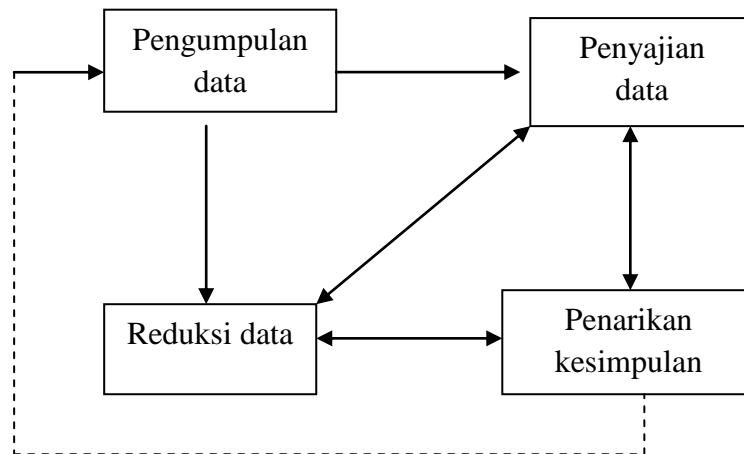 Pengumpulan
data
Penyajian
data
Reduksi data
Penarikan
kesimpulan